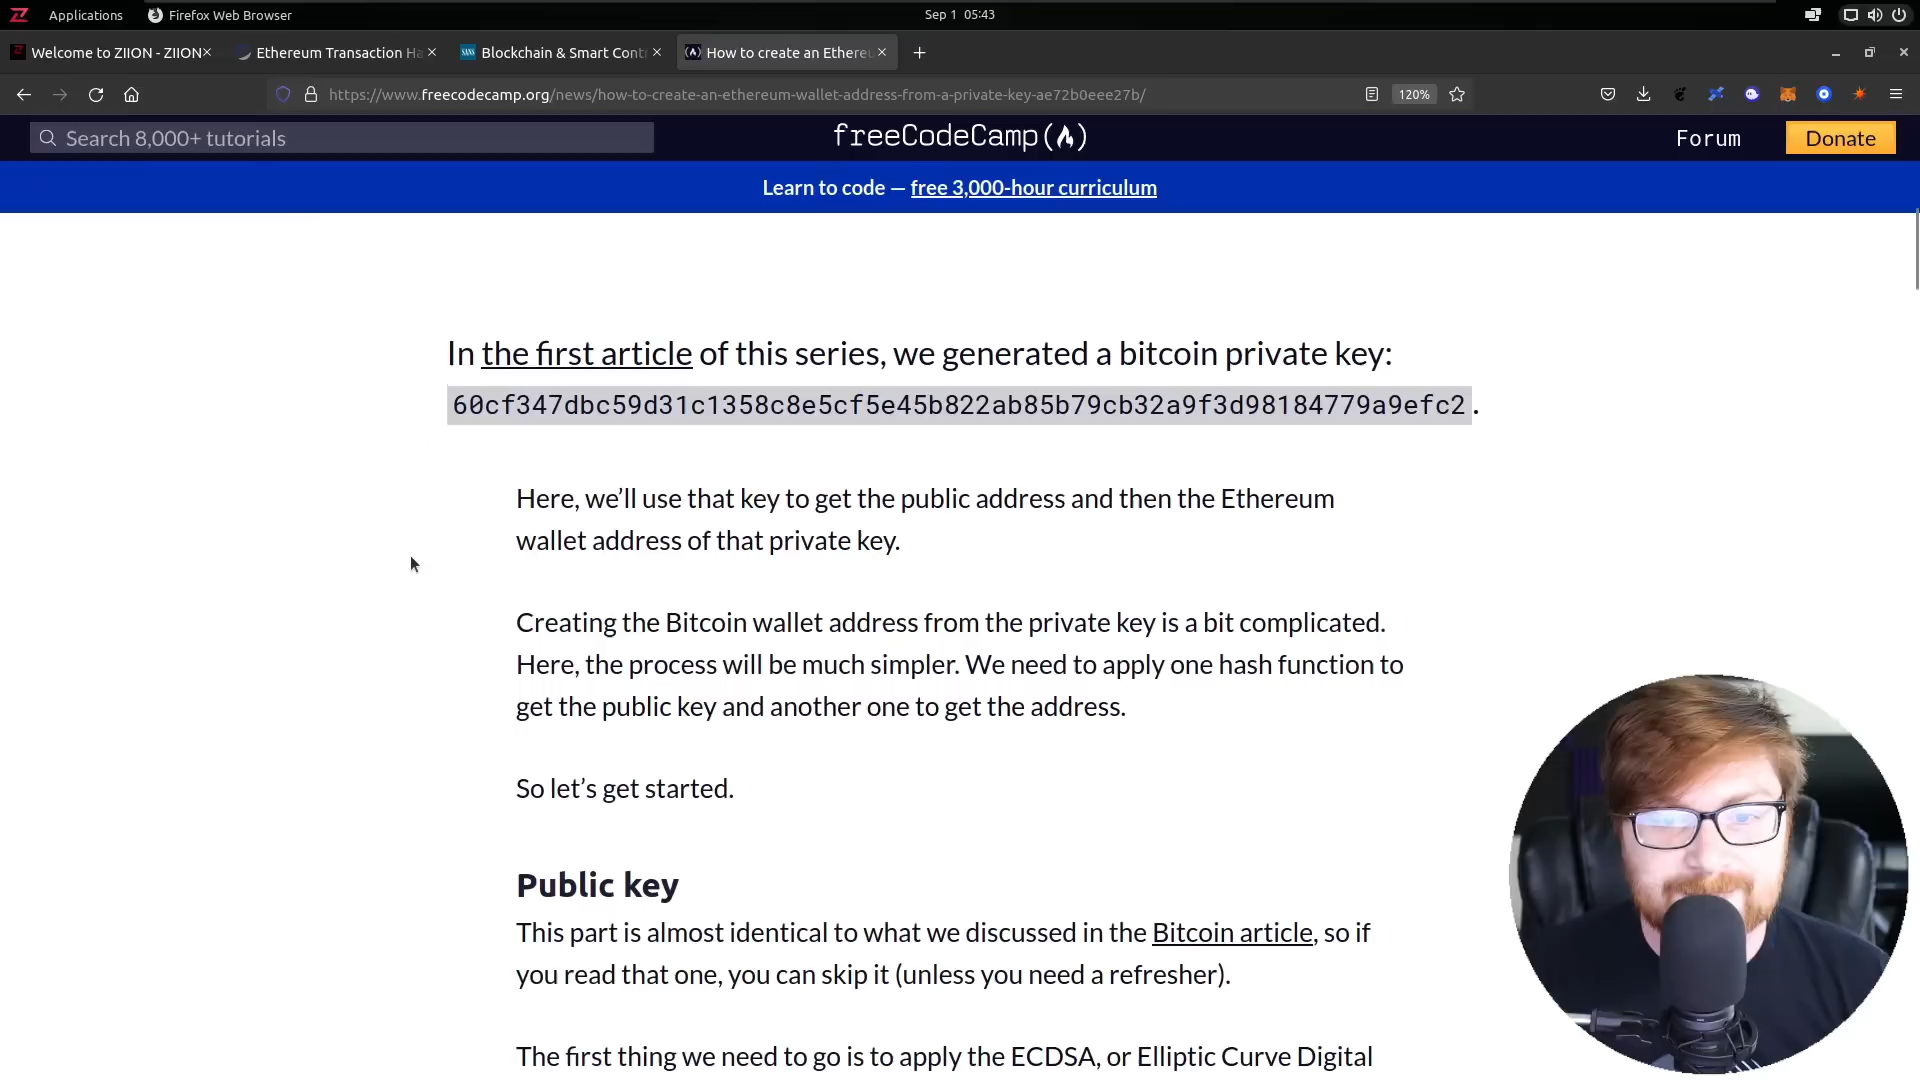 Applications Firefox Web Browser Sep 1 05:43
Welcome to ZIION - ZIION Ethereum Transaction Ha Blockchain & Smart Cont How to create an Ethere
https://www.freecodecamp.org/news/how-to-create-an-ethereum-wallet-address-from-a-private-key-ae72b0eee27b/ 120%
Search 8,000+ tutorials freeCodeCamp Forum Donate
Learn to code — free 3,000-hour curriculum
In the first article of this series, we generated a bitcoin private key:
60cf347dbc59d31c1358c8e5cf5e45b822ab85b79cb32a9f3d98184779a9efc2.
Here, we’ll use that key to get the public address and then the Ethereum
wallet address of that private key.
Creating the Bitcoin wallet address from the private key is a bit complicated.
Here, the process will be much simpler. We need to apply one hash function to
get the public key and another one to get the address.
So let’s get started.
Public key
This part is almost identical to what we discussed in the Bitcoin article, so if
you read that one, you can skip it (unless you need a refresher).
The first thing we need to go is to apply the ECDSA, or Elliptic Curve Digital